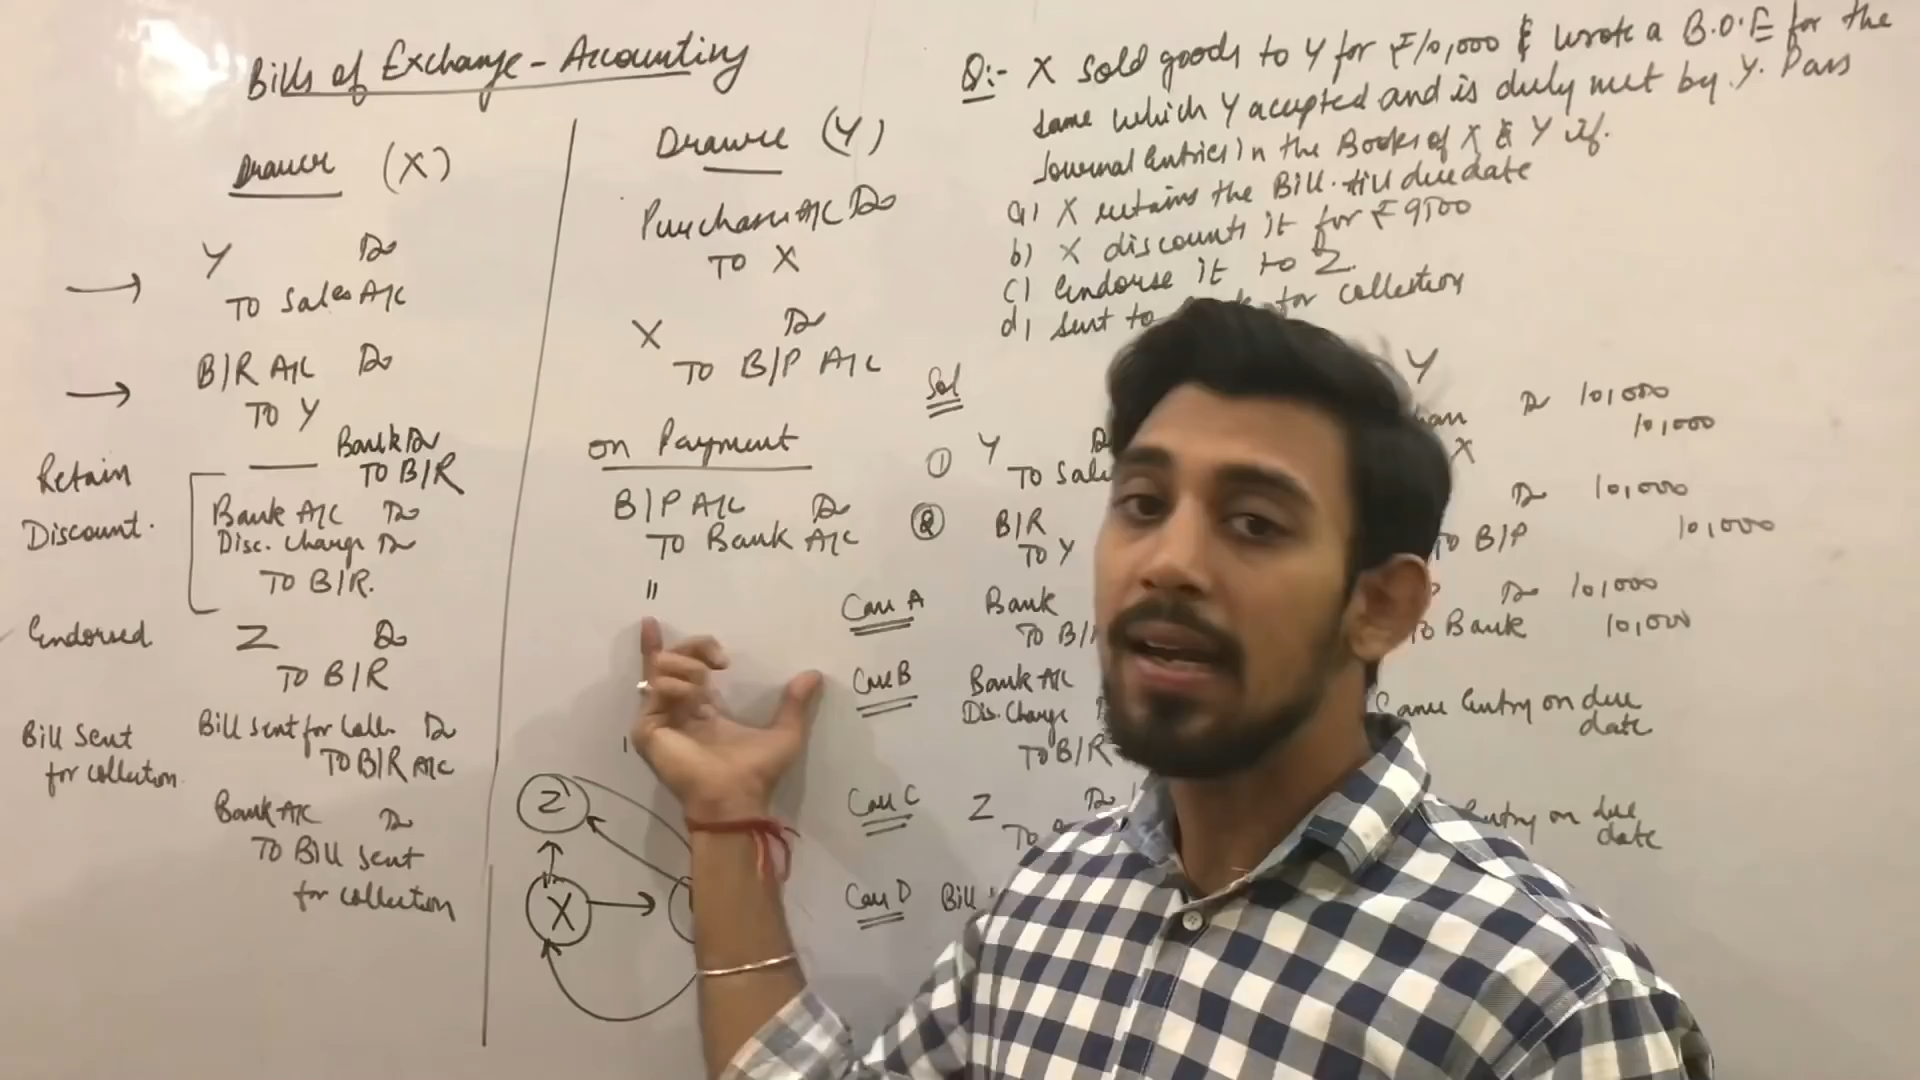 Bills of Exchange - Accounting
Drawer (X)
Y Dr
TO Sales A/C
B/R A/C Dr
TO Y
Retain
Bank Dr
TO B/R
Discount.
Bank A/C Dr
Disc. Charge Dr
TO B/R.
Endorsed
Z Dr
TO B/R
Bill Sent
for collection
Bill sent for Colln Dr
TO B/R A/C
Bank A/C Dr
TO Bill sent
for collection
Drawee (Y)
Purchases A/C Dr
TO X
X Dr
TO B/P A/C
on Payment
B/P A/C Dr
TO Bank A/C
"
Z
X
Q:- X sold goods to Y for ₹10,000 & wrote a B.O.E for the
same which Y accepted and is duly met by Y. Pass
Journal Entries in the Books of X & Y if.
a) X retains the Bill till due date
b) X discounts it for ₹9500
c) Endorse it to Z.
d) Sent to for collection
Sol
Y
① Y Dr
TO Sale
Dr 10,000
X 10,000
② B/R
TO Y
Dr 10,000
TO B/P 10,000
Case A Bank
TO B/
Dr 10,000
TO Bank 10,000
Case B Bank A/C
Dis. Charge
TO B/R
Same Entry on due
date
Case C Z Dr
TO
Entry on due
date
Case D Bill